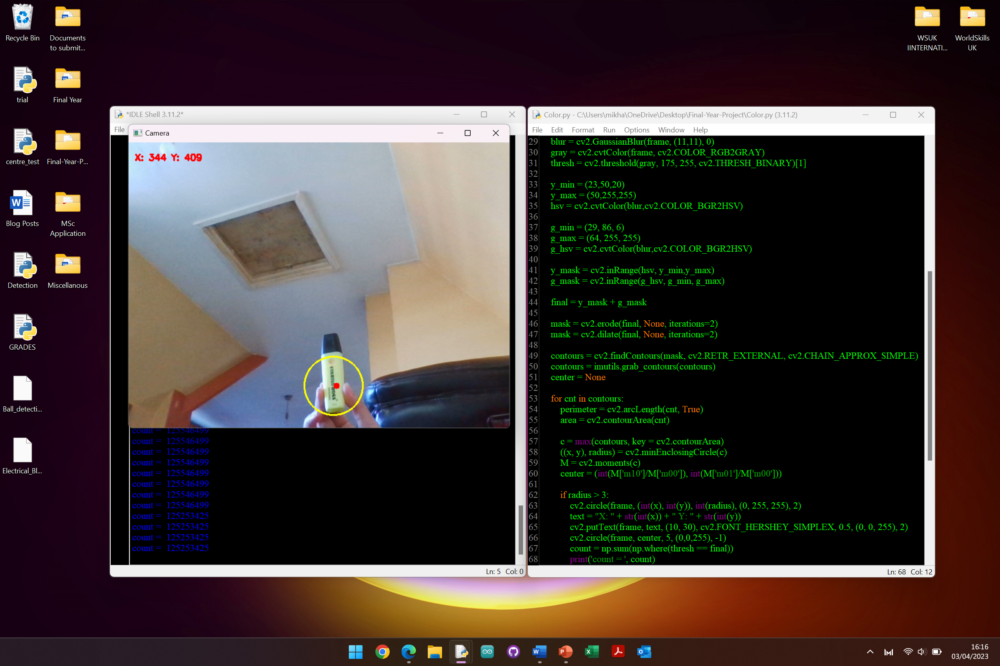 Recycle Bin
Documents
to submit...
trial
Final Year
centre_test
Final-Year-P...
Blog Posts
MSc
Application
Detection
Miscellanous
GRADES
Ball_detecti...
Electrical_Bl...
WSUK
IINTERNATI...
WorldSkills
UK
*IDLE Shell 3.11.2*
File
Camera
X: 344 Y: 409
STABILO BOSS
count = 125546499
count = 125546499
count = 125546499
count = 125546499
count = 125546499
count = 125546499
count = 125546499
count = 125546499
count = 125253425
count = 125253425
count = 125253425
count = 125253425
Ln: 5 Col: 0
Color.py - C:\Users\mikha\OneDrive\Desktop\Final-Year-Project\Color.py (3.11.2)
File Edit Format Run Options Window Help
29 blur = cv2.GaussianBlur(frame, (11,11), 0)
30 gray = cv2.cvtColor(frame, cv2.COLOR_RGB2GRAY)
31 thresh = cv2.threshold(gray, 175, 255, cv2.THRESH_BINARY)[1]
32
33 y_min = (23,50,20)
34 y_max = (50,255,255)
35 hsv = cv2.cvtColor(blur,cv2.COLOR_BGR2HSV)
36
37 g_min = (29, 86, 6)
38 g_max = (64, 255, 255)
39 g_hsv = cv2.cvtColor(blur,cv2.COLOR_BGR2HSV)
40
41 y_mask = cv2.inRange(hsv, y_min,y_max)
42 g_mask = cv2.inRange(g_hsv, g_min, g_max)
43
44 final = y_mask + g_mask
45
46 mask = cv2.erode(final, None, iterations=2)
47 mask = cv2.dilate(final, None, iterations=2)
48
49 contours = cv2.findContours(mask, cv2.RETR_EXTERNAL, cv2.CHAIN_APPROX_SIMPLE)
50 contours = imutils.grab_contours(contours)
51 center = None
52
53 for cnt in contours:
54 perimeter = cv2.arcLength(cnt, True)
55 area = cv2.contourArea(cnt)
56
57 c = max(contours, key = cv2.contourArea)
58 ((x, y), radius) = cv2.minEnclosingCircle(c)
59 M = cv2.moments(c)
60 center = (int(M['m10']/M['m00']), int(M['m01']/M['m00']))
61
62 if radius > 3:
63 cv2.circle(frame, (int(x), int(y)), int(radius), (0, 255, 255), 2)
64 text = "X: " + str(int(x)) + " Y: " + str(int(y))
65 cv2.putText(frame, text, (10, 30), cv2.FONT_HERSHEY_SIMPLEX, 0.5, (0, 0, 255), 2)
66 cv2.circle(frame, center, 5, (0,0,255), -1)
67 count = np.sum(np.where(thresh == final))
68 print('count = ', count)
Ln: 68 Col: 12
16:16
03/04/2023